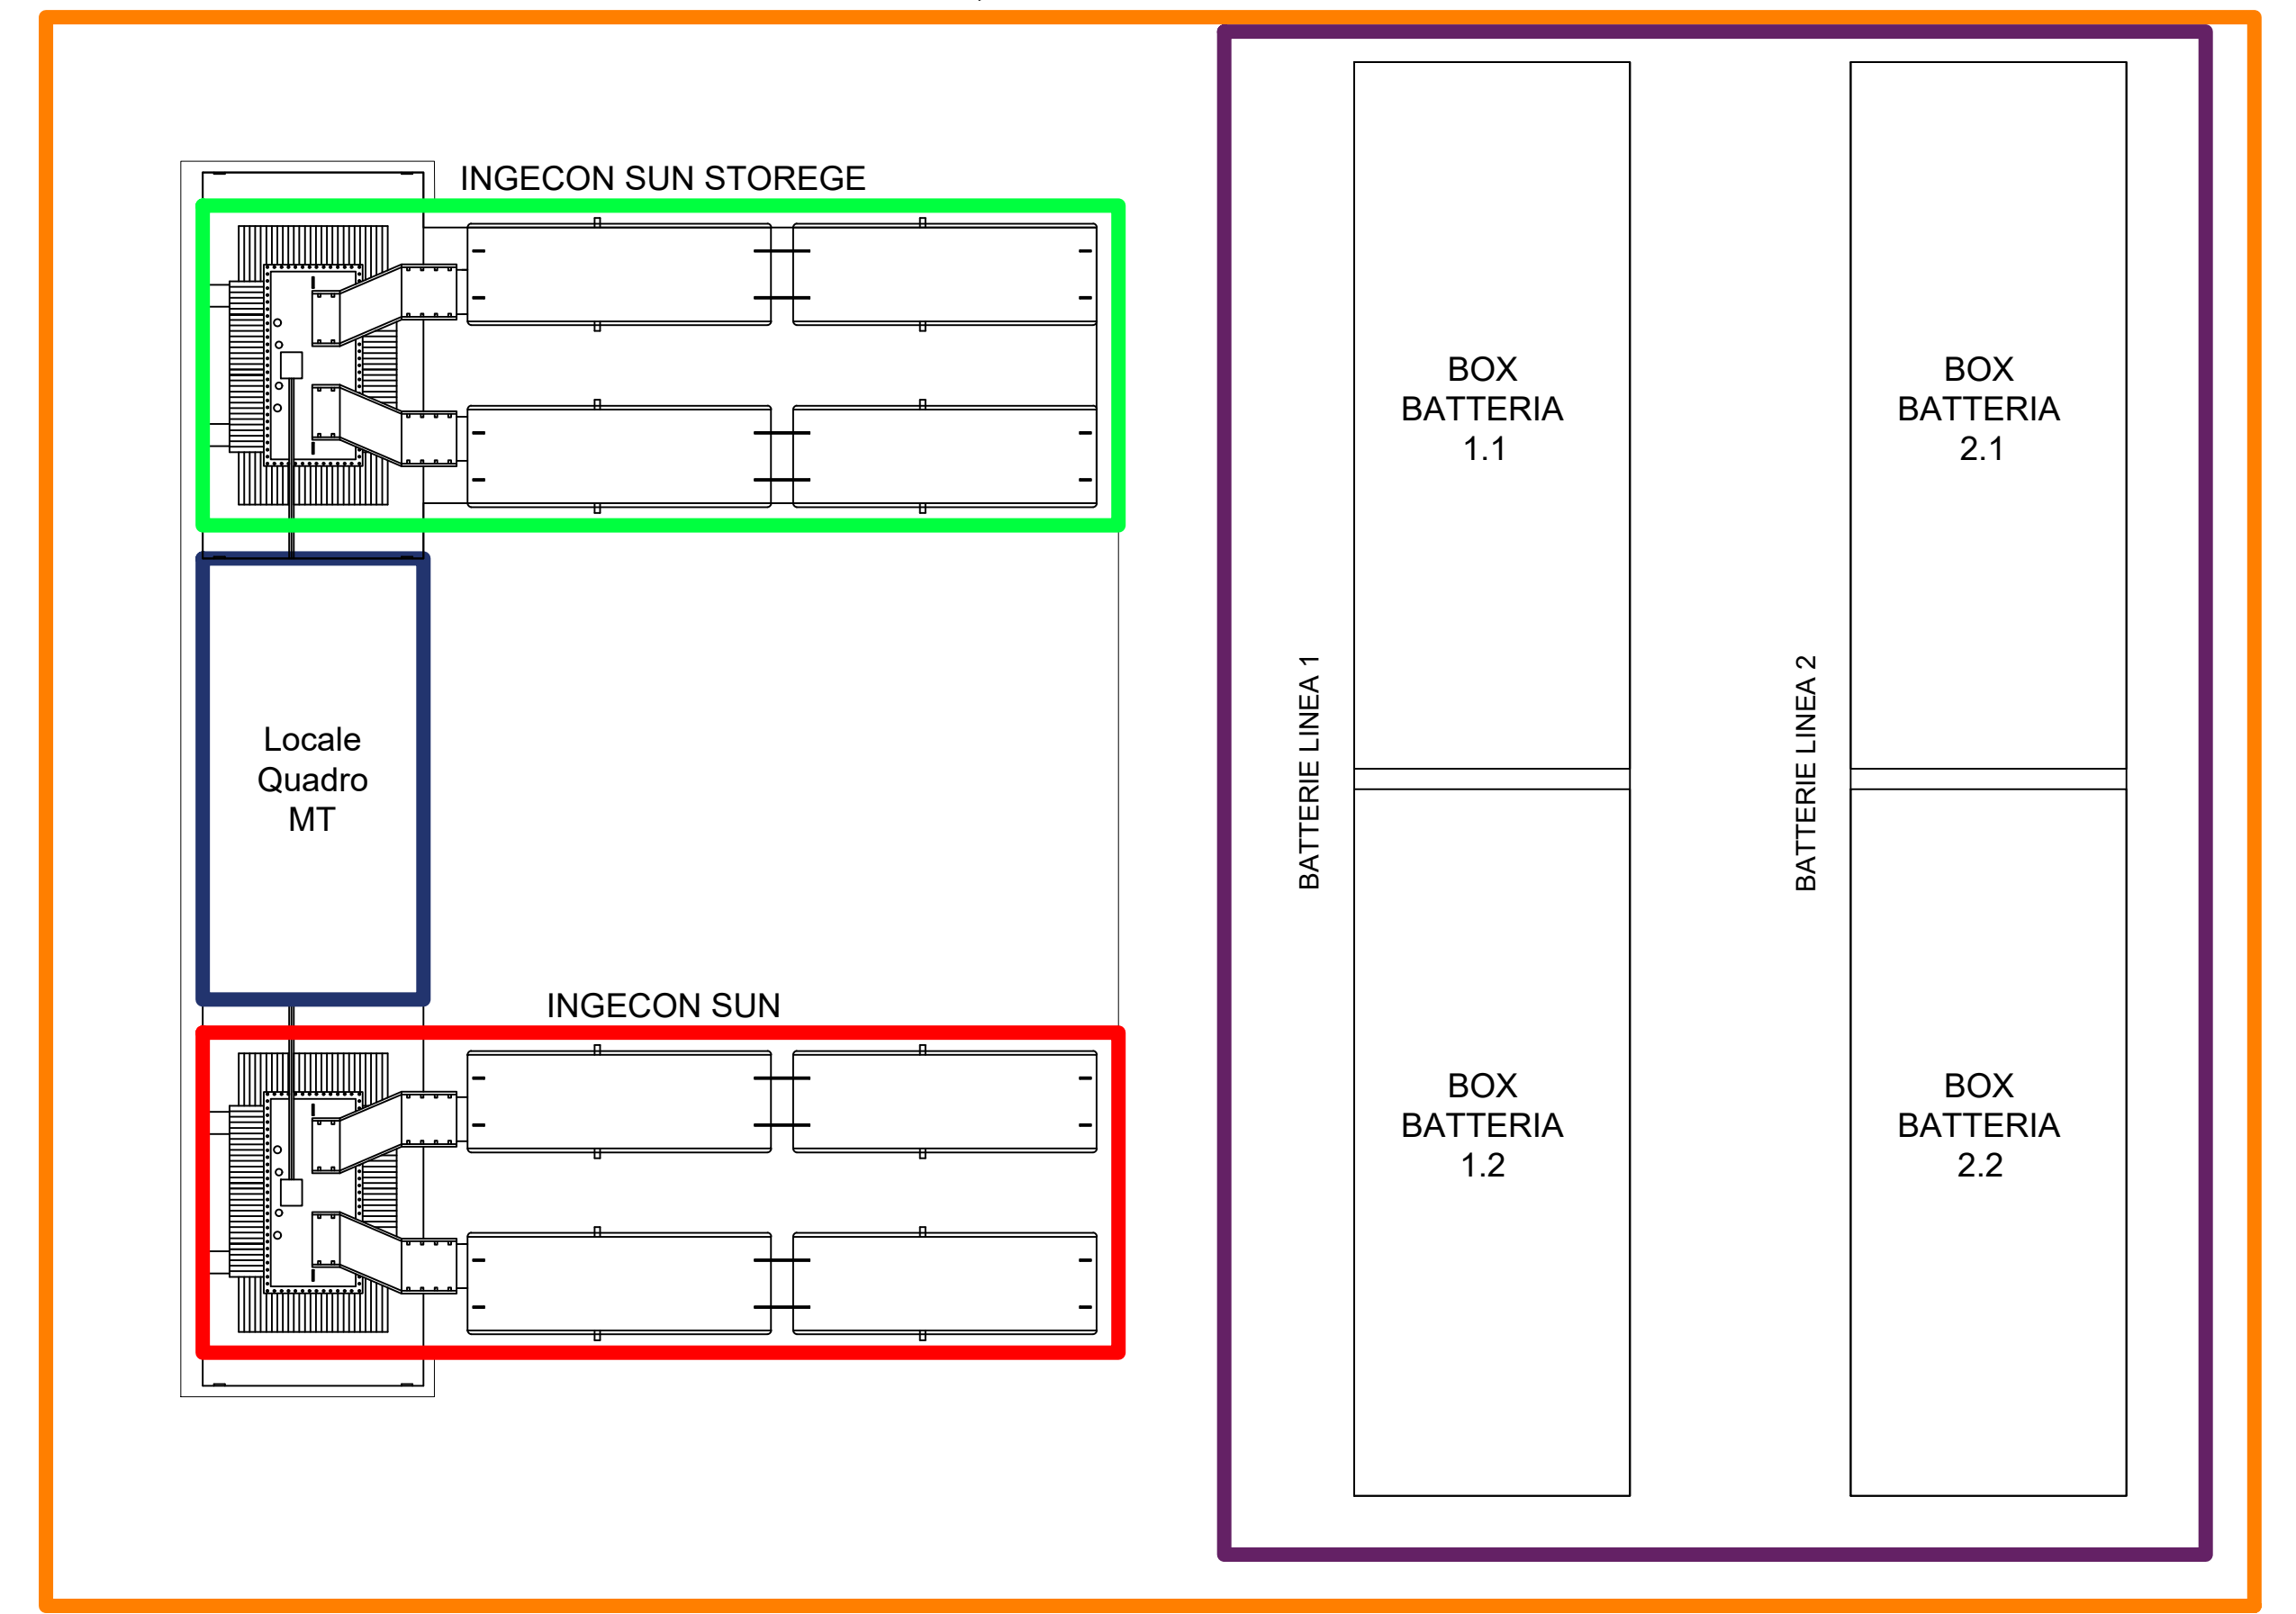 INGECON SUN STOREGE
Locale
Quadro
MT
INGECON SUN
BATTERIE LINEA 1
BOX
BATTERIA
1.1
BOX
BATTERIA
1.2
BATTERIE LINEA 2
BOX
BATTERIA
2.1
BOX
BATTERIA
2.2